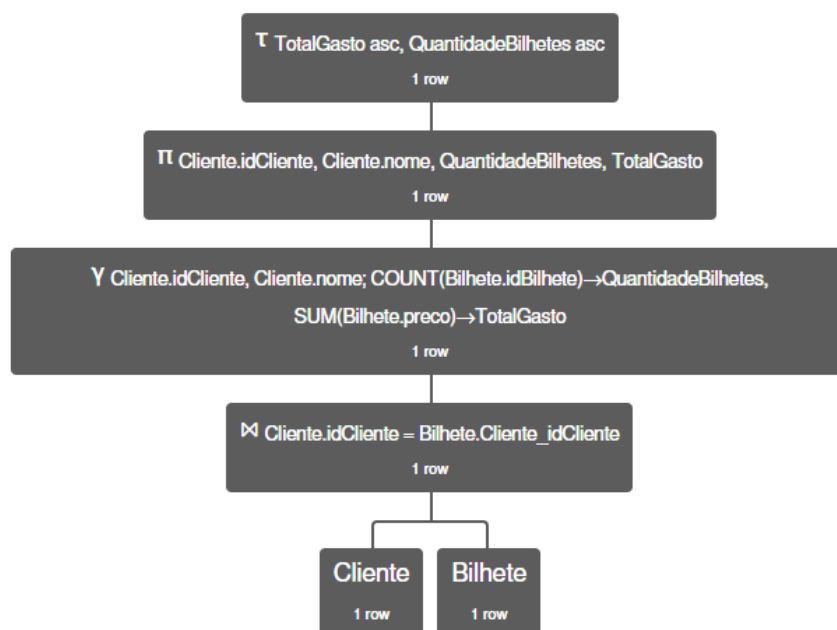 τ TotalGasto asc, QuantidadeBilhetes asc
1 row
π Cliente.idCliente, Cliente.nome, QuantidadeBilhetes, TotalGasto
1 row
γ Cliente.idCliente, Cliente.nome; COUNT(Bilhete.idBilhete)→QuantidadeBilhetes,
SUM(Bilhete.preco)→TotalGasto
1 row
⋈ Cliente.idCliente = Bilhete.Cliente_idCliente
1 row
Cliente
1 row
Bilhete
1 row